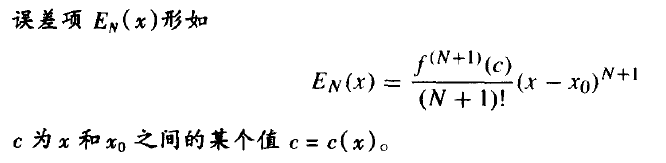 误差项 E_N(x)形如
E_N(x) = \frac{f^{(N+1)}(c)}{(N+1)!}(x − x_0)^{N+1}
c 为 x 和 x_0 之间的某个值 c = c(x)。